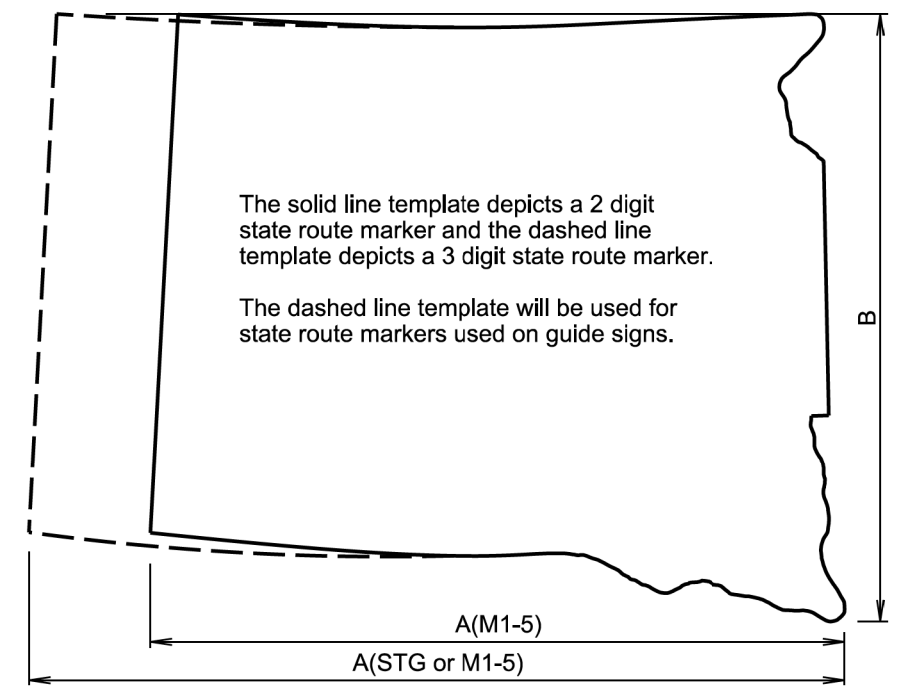 The solid line template depicts a 2 digit
state route marker and the dashed line
template depicts a 3 digit state route marker.
The dashed line template will be used for
state route markers used on guide signs.
B
A(M1-5)
A(STG or M1-5)